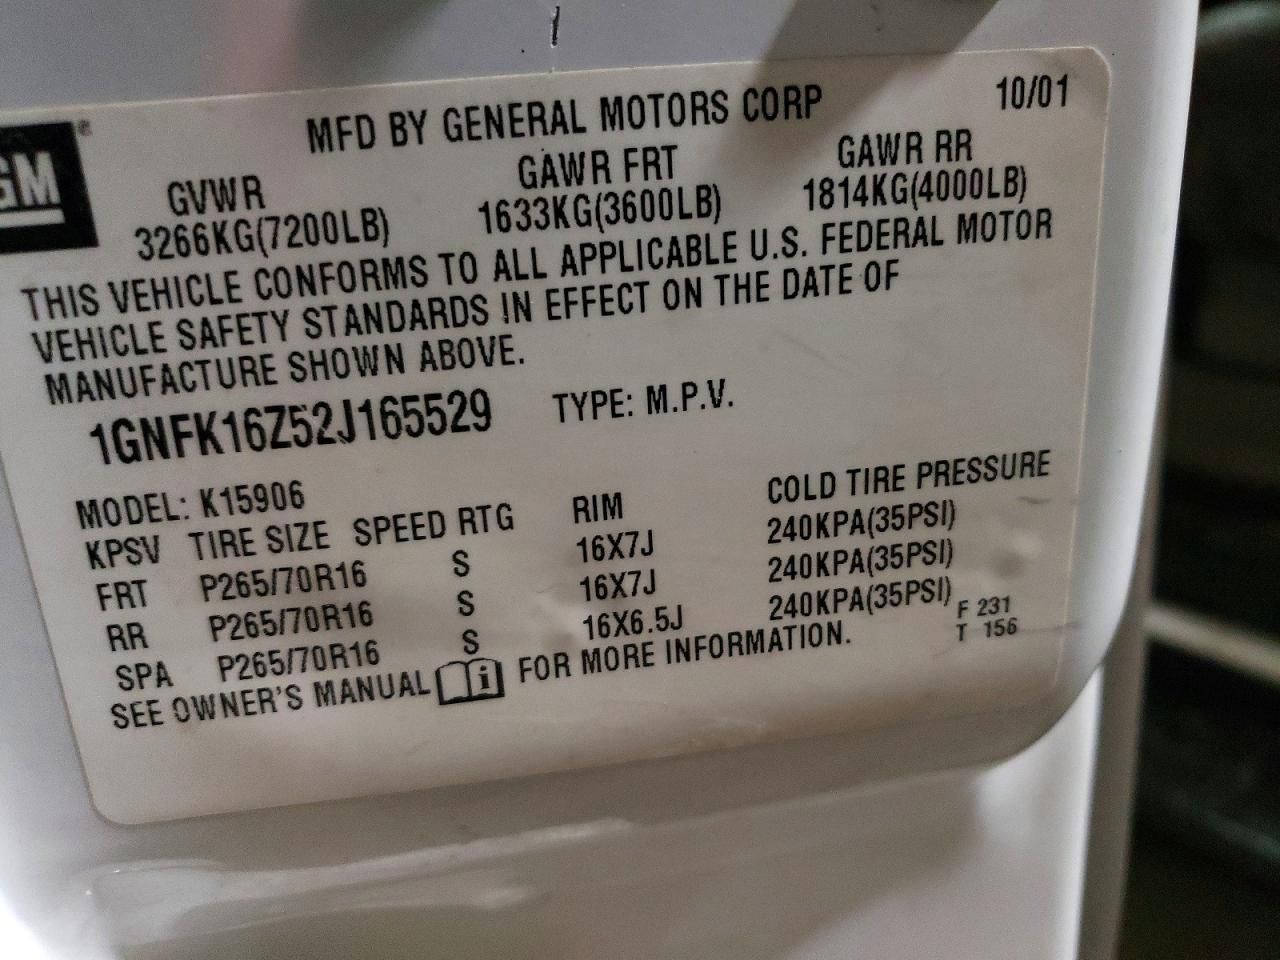 GM ®
MFD BY GENERAL MOTORS CORP 10/01
GVWR GAWR FRT GAWR RR
3266KG(7200LB) 1633KG(3600LB) 1814KG(4000LB)
THIS VEHICLE CONFORMS TO ALL APPLICABLE U.S. FEDERAL MOTOR
VEHICLE SAFETY STANDARDS IN EFFECT ON THE DATE OF
MANUFACTURE SHOWN ABOVE.
1GNFK16Z52J165529 TYPE: M.P.V.
MODEL: K15906
KPSV TIRE SIZE SPEED RTG RIM COLD TIRE PRESSURE
FRT P265/70R16 S 16X7J 240KPA(35PSI)
RR P265/70R16 S 16X7J 240KPA(35PSI)
SPA P265/70R16 S 16X6.5J 240KPA(35PSI)
SEE OWNER'S MANUAL i FOR MORE INFORMATION.
F 231
T 156